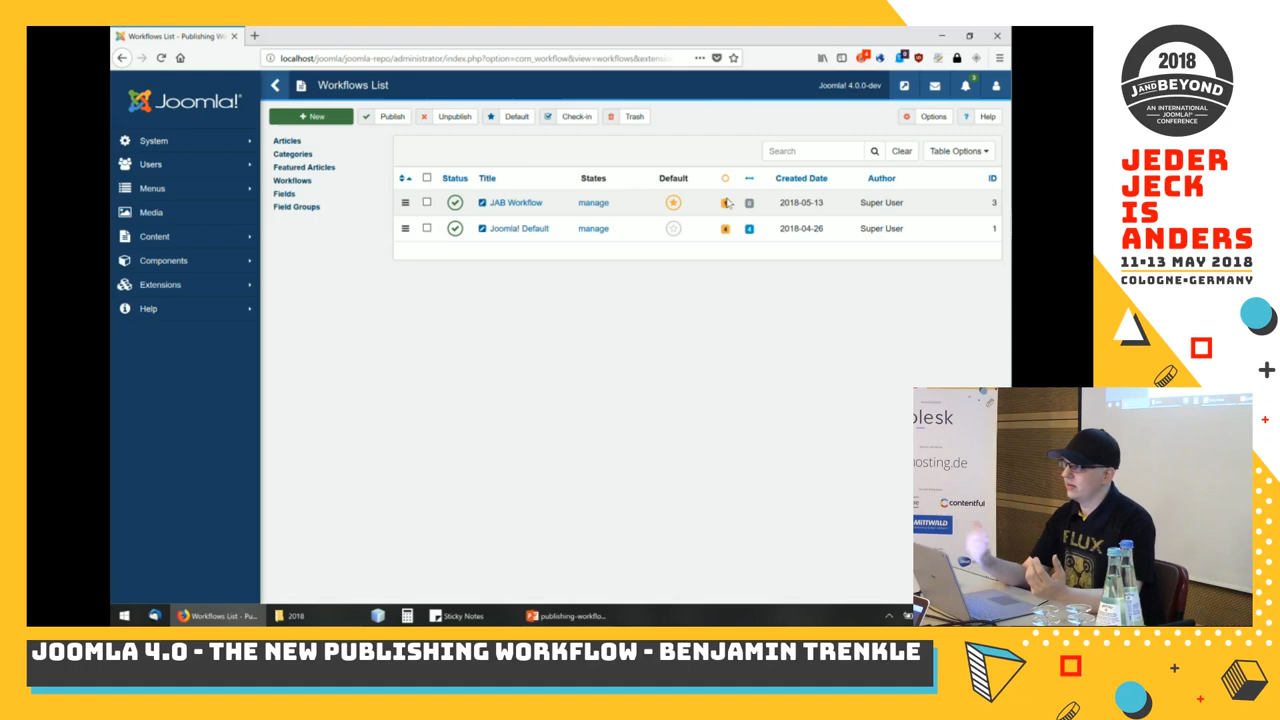 Workflows List - Publishing Wo
localhost/joomla/joomla-repo/administrator/index.php?option=com_workflow&view=workflows&extensio
Joomla!
Workflows List
Joomla! 4.0.0-dev
3
New
Publish
Unpublish
Default
Check-in
Trash
Options
Help
System
Users
Menus
Media
Content
Components
Extensions
Help
Articles
Categories
Featured Articles
Workflows
Fields
Field Groups
Search
Clear
Table Options
Status
Title
States
Default
Created Date
Author
ID
JAB Workflow
manage
0
2018-05-13
Super User
3
Joomla! Default
manage
4
4
2018-04-26
Super User
1
Workflows List - Pu...
2018
Sticky Notes
publishing-workflo...
2018
JANDBEYOND
AN INTERNATIONAL
JOOMLA!®
CONFERENCE
JEDER
JECK
IS
ANDERS
11-13 MAY 2018
COLOGNE-GERMANY
plesk
hosting.de
contentful
MITTWALD
FLUX
JOOMLA 4.0 - THE NEW PUBLISHING WORKFLOW - BENJAMIN TRENKLE